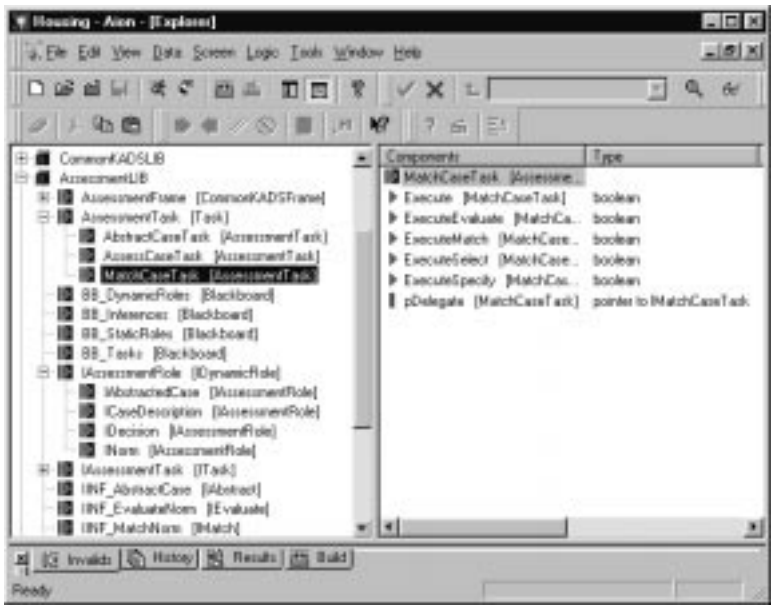 Housing - Aion - [Explorer]
File Edit View Data Screen Logic Tools Window Help
Components Type
CommonKADSLIB
AssessmentLIB
AssessmentFrame [CommonKADSFrame]
AssessmentTask [Task]
AbstractCaseTask [AssessmentTask]
AssessCaseTask [AssessmentTask]
MatchCaseTask [AssessmentTask]
BB_DynamicRoles [Blackboard]
BB_Inferences [Blackboard]
BB_StaticRoles [Blackboard]
BB_Tasks [Blackboard]
IAssessmentRole [IDynamicRole]
IAbstractedCase [IAssessmentRole]
ICaseDescription [IAssessmentRole]
IDecision [IAssessmentRole]
INorm [IAssessmentRole]
IAssessmentTask [ITask]
IINF_AbstractCase [IAbstract]
IINF_EvaluateNorm [IEvaluate]
IINF_MatchNorm [IMatch]
MatchCaseTask [Assessme...
Execute [MatchCaseTask] boolean
ExecuteEvaluate [MatchCa... boolean
ExecuteMatch [MatchCase... boolean
ExecuteSelect [MatchCase... boolean
ExecuteSpecify [MatchCas... boolean
pDelegate [MatchCaseTask] pointer to IMatchCaseTask
Invalids History Results Build
Ready